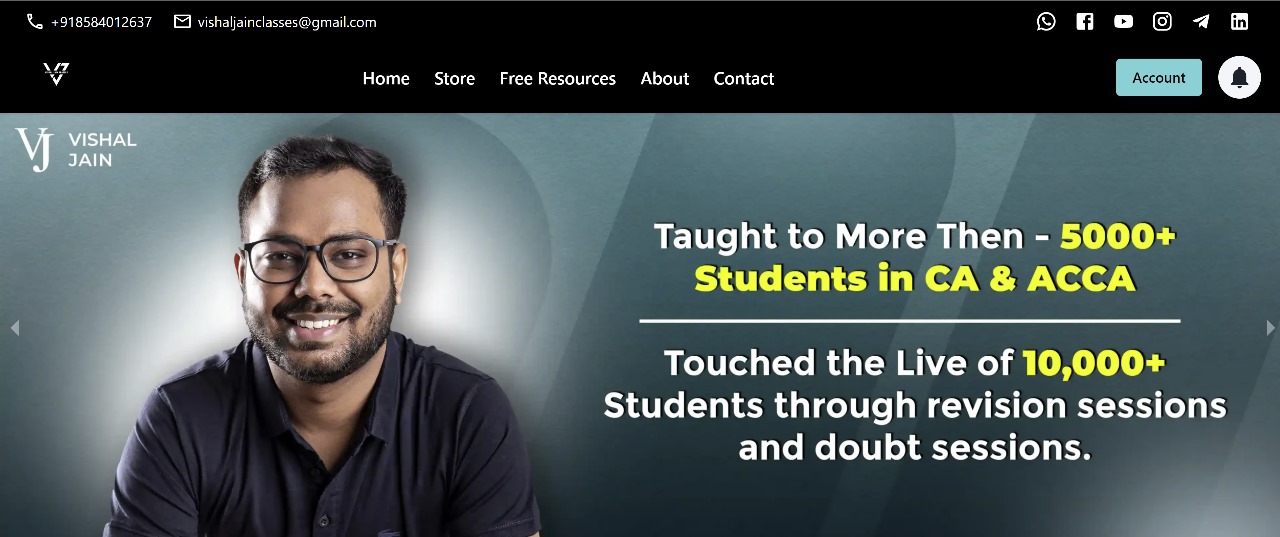 +918584012637 vishaljainclasses@gmail.com
Home Store Free Resources About Contact Account
VJ VISHAL
JAIN
Taught to More Then - 5000+
Students in CA & ACCA
Touched the Live of 10,000+
Students through revision sessions
and doubt sessions.